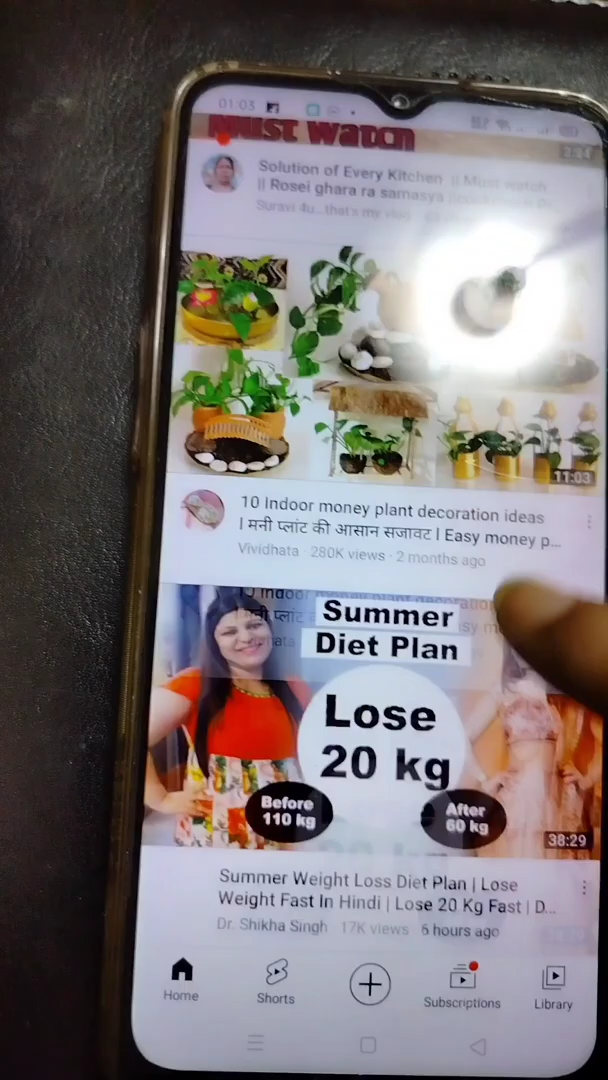 01:03
Must watch
2:24
Solution of Every Kitchen || Must watch
|| Rosei ghara ra samasya
Suravi 4u...that's my vlog
11:03
10 Indoor money plant decoration ideas
I मनी प्लांट की आसान सजावट I Easy money p...
Vividhata · 280K views · 2 months ago
Summer
Diet Plan
Lose
20 kg
Before
110 kg
After
60 kg
38:29
Summer Weight Loss Diet Plan | Lose
Weight Fast In Hindi | Lose 20 Kg Fast | D...
Dr. Shikha Singh · 17K views · 6 hours ago
Home
Shorts
Subscriptions
Library